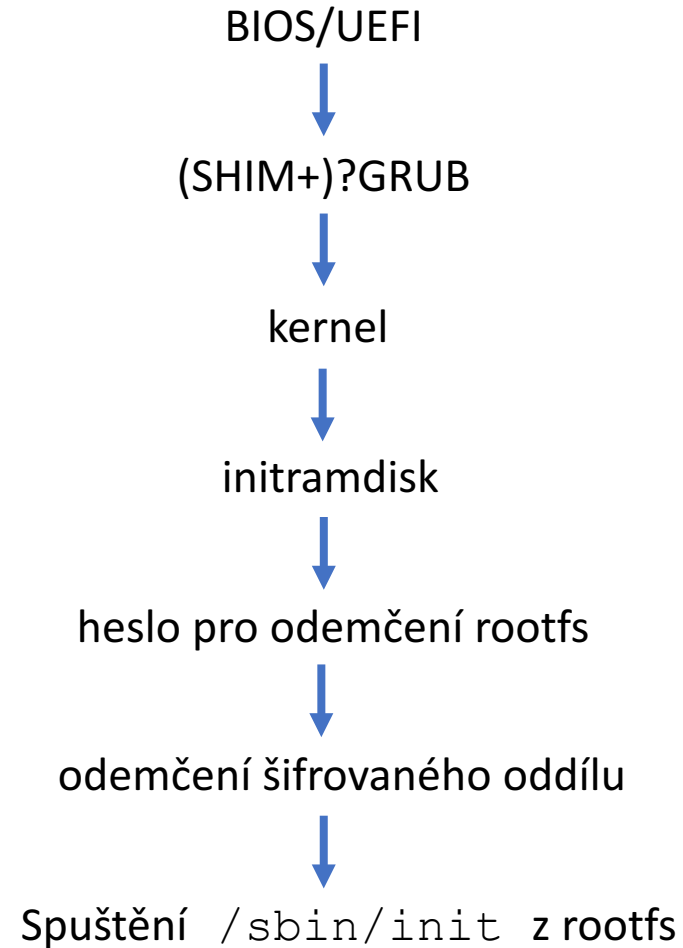 BIOS/UEFI
(SHIM+)?GRUB
kernel
initramdisk
heslo pro odemčení rootfs
odemčení šifrovaného oddílu
Spuštění /sbin/init z rootfs